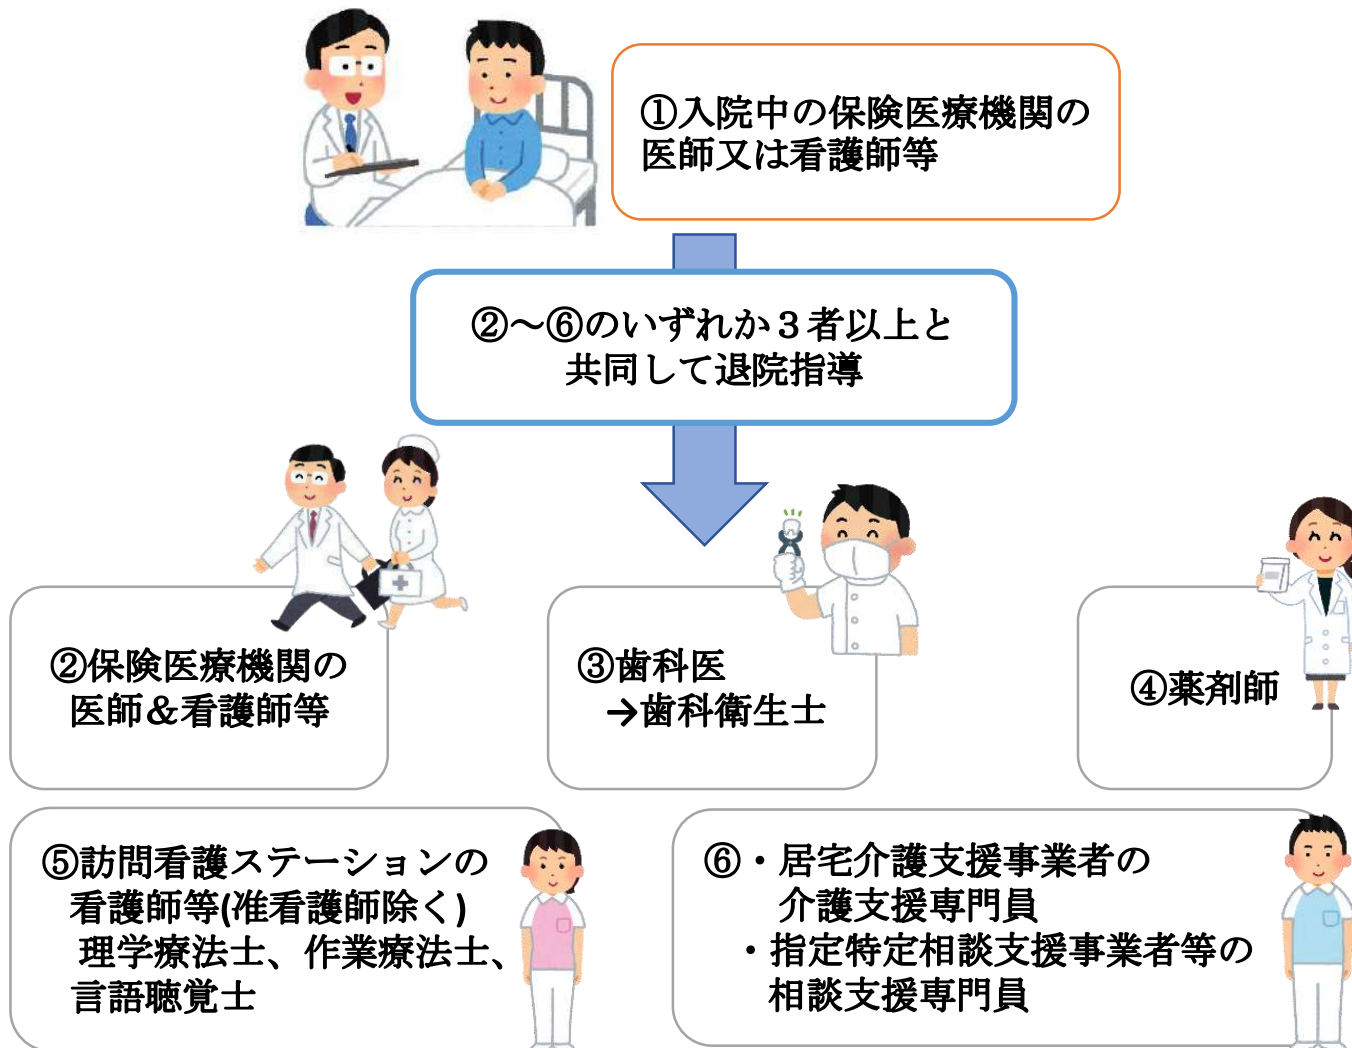 ①入院中の保険医療機関の
医師又は看護師等
②～⑥のいずれか３者以上と
共同して退院指導
②保険医療機関の
医師＆看護師等
③歯科医
→歯科衛生士
④薬剤師
⑤訪問看護ステーションの
看護師等(准看護師除く)
理学療法士、作業療法士、
言語聴覚士
⑥・居宅介護支援事業者の
介護支援専門員
・指定特定相談支援事業者等の
相談支援専門員